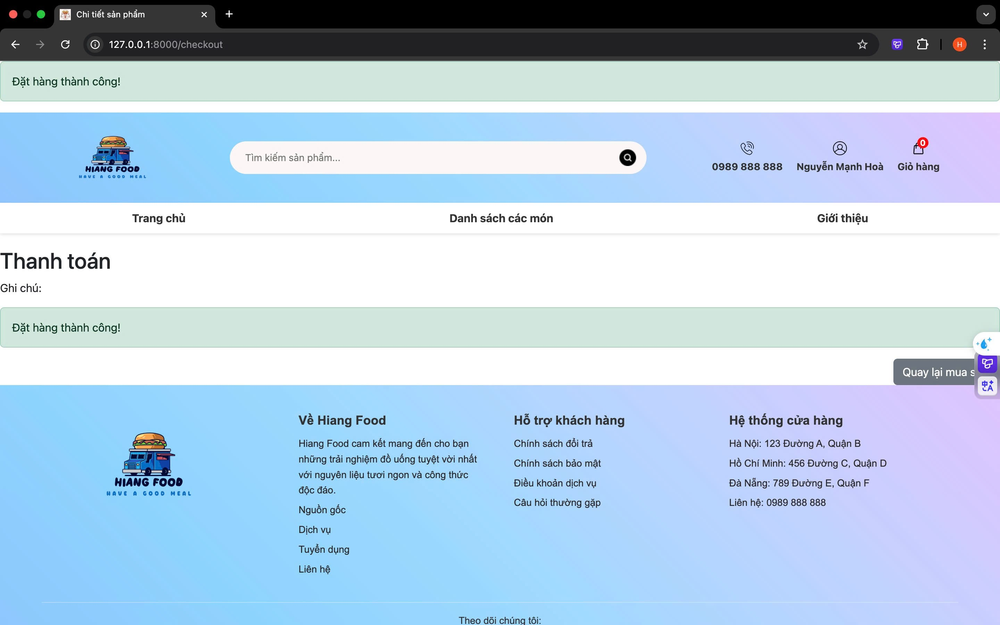 Chi tiết sản phẩm
127.0.0.1:8000/checkout
H
Đặt hàng thành công!
HIANG FOOD
HAVE A GOOD MEAL
Tìm kiếm sản phẩm...
0989 888 888
Nguyễn Mạnh Hoà
0
Giỏ hàng
Trang chủ
Danh sách các món
Giới thiệu
Thanh toán
Ghi chú:
Đặt hàng thành công!
Quay lại mua
HIANG FOOD
HAVE A GOOD MEAL
Về Hiang Food
Hiang Food cam kết mang đến cho bạn
những trải nghiệm đồ uống tuyệt vời nhất
với nguyên liệu tươi ngon và công thức
độc đáo.
Nguồn gốc
Dịch vụ
Tuyển dụng
Liên hệ
Hỗ trợ khách hàng
Chính sách đổi trả
Chính sách bảo mật
Điều khoản dịch vụ
Câu hỏi thường gặp
Hệ thống cửa hàng
Hà Nội: 123 Đường A, Quận B
Hồ Chí Minh: 456 Đường C, Quận D
Đà Nẵng: 789 Đường E, Quận F
Liên hệ: 0989 888 888
Theo dõi chúng tôi: